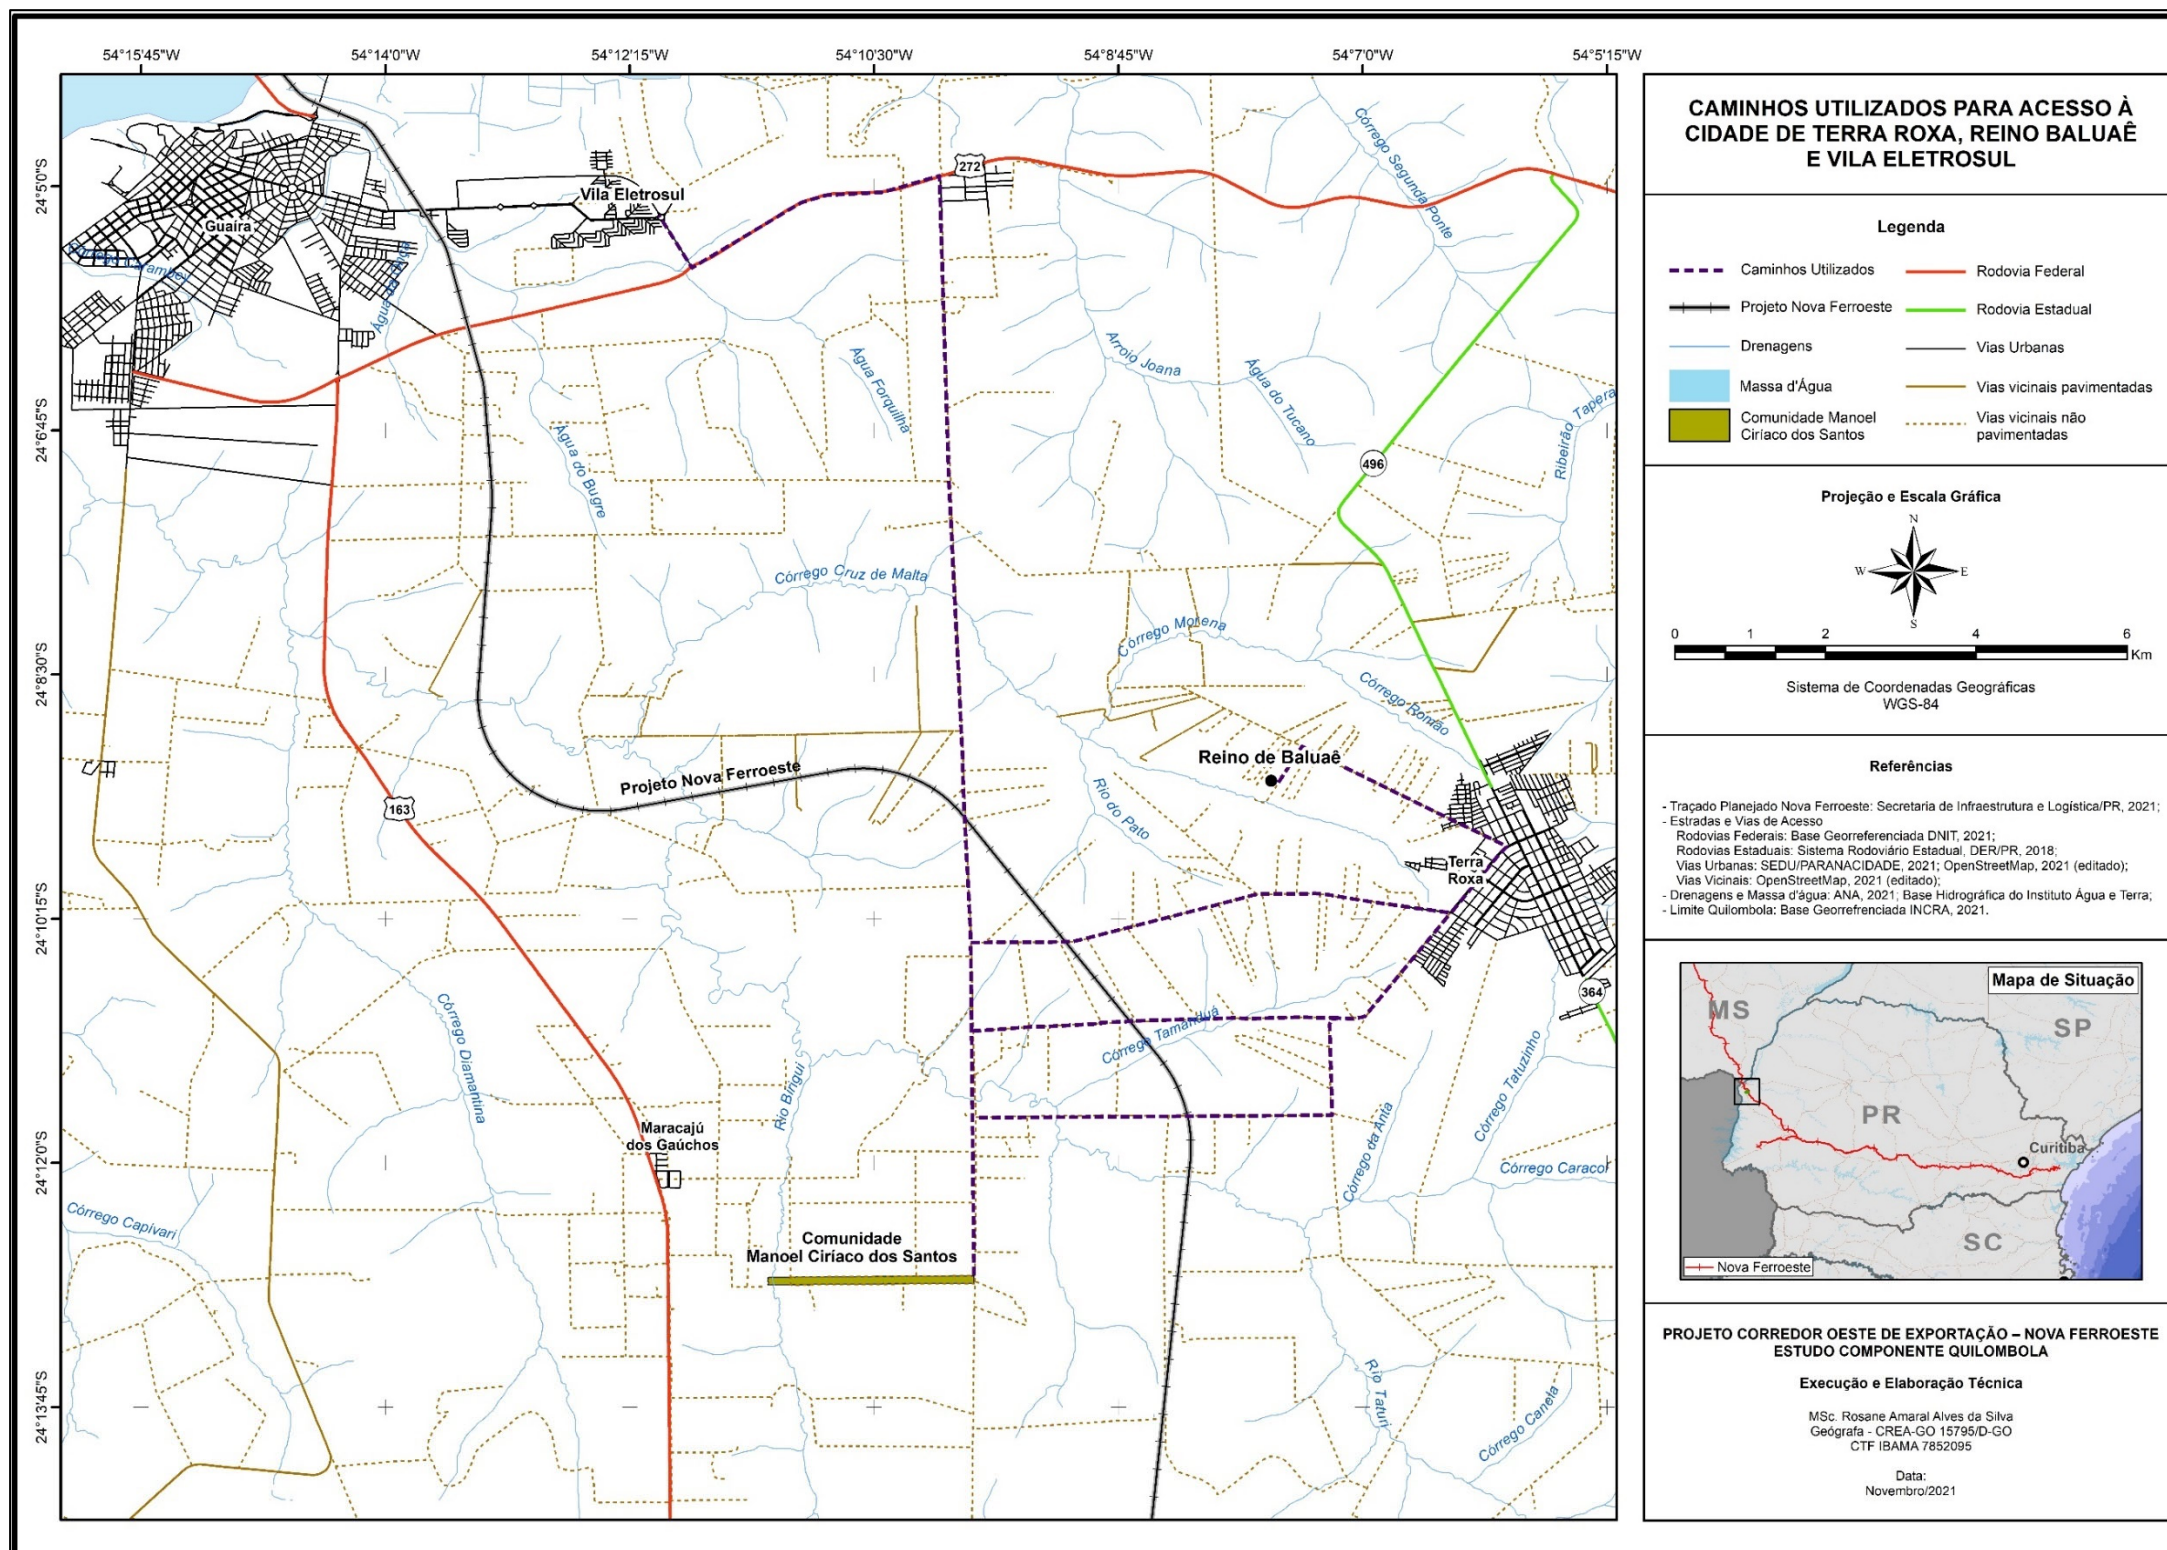 54°15'45"W
54°14'0"W
54°12'15"W
54°10'30"W
54°8'45"W
54°7'0"W
54°5'15"W
24°5'0"S
24°6'45"S
24°8'30"S
24°10'15"S
24°12'0"S
24°13'45"S
Guaíra
Vila Eletrosul
272
Córrego Segunda Ponte
Córrego Carambey
Água do Bugre
Água Forquilha
Arroio Joana
Água do Tucano
Ribeirão Tapera
496
Córrego Cruz de Malta
Córrego Morena
Córrego Romão
Reino de Baluaê
Projeto Nova Ferroeste
163
Rio do Pato
Terra
Roxa
364
Córrego Diamantina
Rio Birigui
Córrego Tamanduá
Córrego Tatuzinho
Córrego da Anta
Córrego Caracol
Maracajú
dos Gaúchos
Córrego Capivari
Comunidade
Manoel Ciríaco dos Santos
Rio Taturi
Córrego Canela
CAMINHOS UTILIZADOS PARA ACESSO À
CIDADE DE TERRA ROXA, REINO BALUAÊ
E VILA ELETROSUL
Legenda
Caminhos Utilizados
Projeto Nova Ferroeste
Drenagens
Massa d'Água
Comunidade Manoel
Ciríaco dos Santos
Rodovia Federal
Rodovia Estadual
Vias Urbanas
Vias vicinais pavimentadas
Vias vicinais não
pavimentadas
Projeção e Escala Gráfica
N
W
E
S
0 1 2 4 6
Km
Sistema de Coordenadas Geográficas
WGS-84
Referências
- Traçado Planejado Nova Ferroeste: Secretaria de Infraestrutura e Logística/PR, 2021;
- Estradas e Vias de Acesso
Rodovias Federais: Base Georreferenciada DNIT, 2021;
Rodovias Estaduais: Sistema Rodoviário Estadual, DER/PR, 2018;
Vias Urbanas: SEDU/PARANACIDADE, 2021; OpenStreetMap, 2021 (editado);
Vias Vicinais: OpenStreetMap, 2021 (editado);
- Drenagens e Massa d'água: ANA, 2021; Base Hidrográfica do Instituto Água e Terra;
- Limite Quilombola: Base Georrefrenciada INCRA, 2021.
Mapa de Situação
MS
SP
PR
Curitiba
SC
Nova Ferroeste
PROJETO CORREDOR OESTE DE EXPORTAÇÃO – NOVA FERROESTE
ESTUDO COMPONENTE QUILOMBOLA
Execução e Elaboração Técnica
MSc. Rosane Amaral Alves da Silva
Geógrafa - CREA-GO 15795/D-GO
CTF IBAMA 7852095
Data:
Novembro/2021